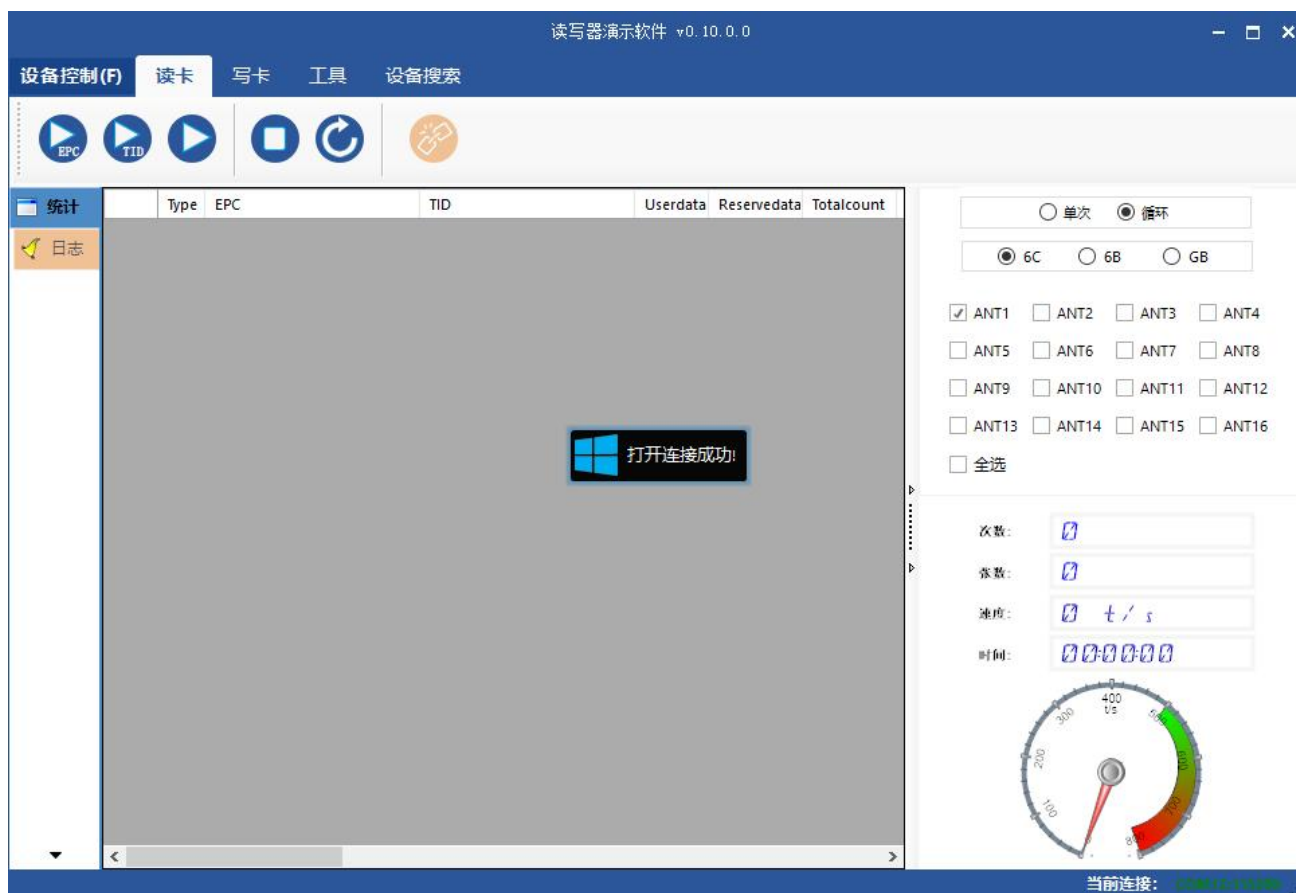 读写器演示软件 v0.10.0.0
设备控制(F) 读卡 写卡 工具 设备搜索
EPC TID
统计
日志
Type EPC TID Userdata Reservedata Totalcount
打开连接成功!
单次 循环
6C 6B GB
ANT1 ANT2 ANT3 ANT4
ANT5 ANT6 ANT7 ANT8
ANT9 ANT10 ANT11 ANT12
ANT13 ANT14 ANT15 ANT16
全选
次数: 0
张数: 0
速度: 0 t/s
时间: 00:00:00
100 200 300 400 500 600 700 800
t/s
当前连接: